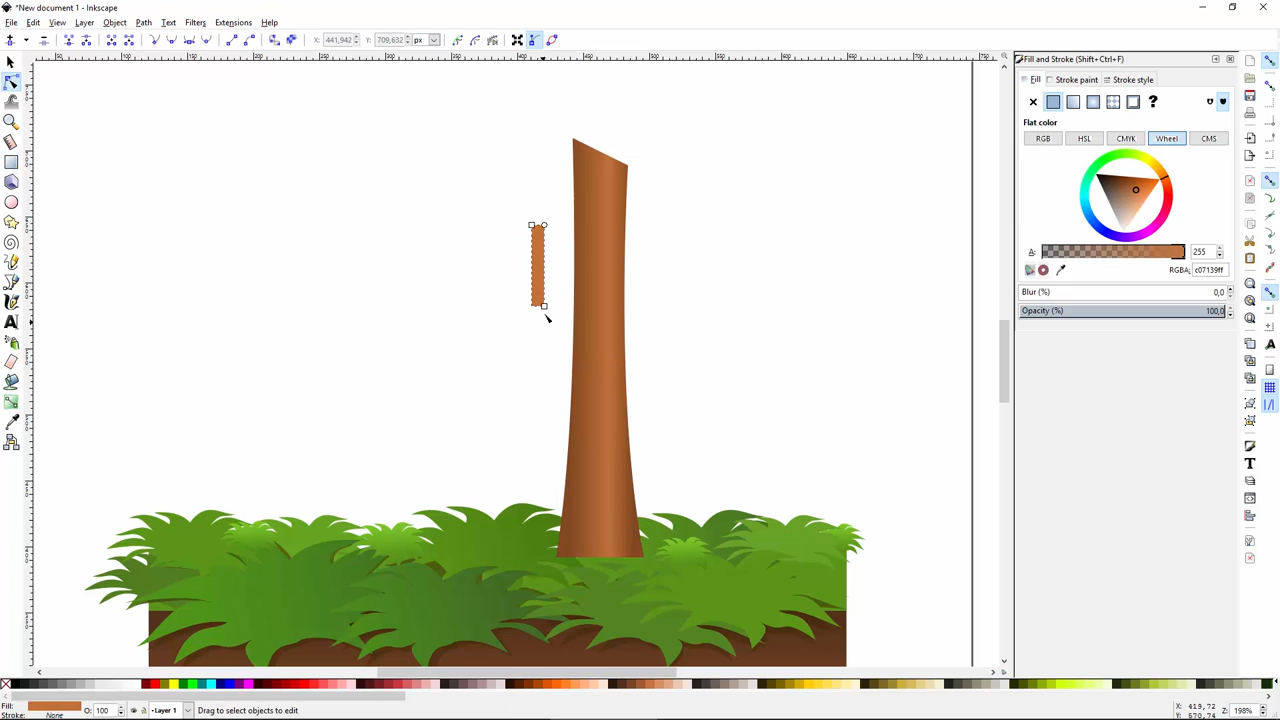 *New document 1 - Inkscape
File Edit View Layer Object Path Text Filters Extensions Help
X: 441,942 Y: 709,632 px
Fill and Stroke (Shift+Ctrl+F)
Fill Stroke paint Stroke style
?
Flat color
RGB HSL CMYK Wheel CMS
A: 255
RGBA: c07139ff
Blur (%) 0,0
Opacity (%) 100,0
Fill: O: 100 Layer 1 Drag to select objects to edit X: 419,72 Z: 198%
Stroke: None Y: 570,74